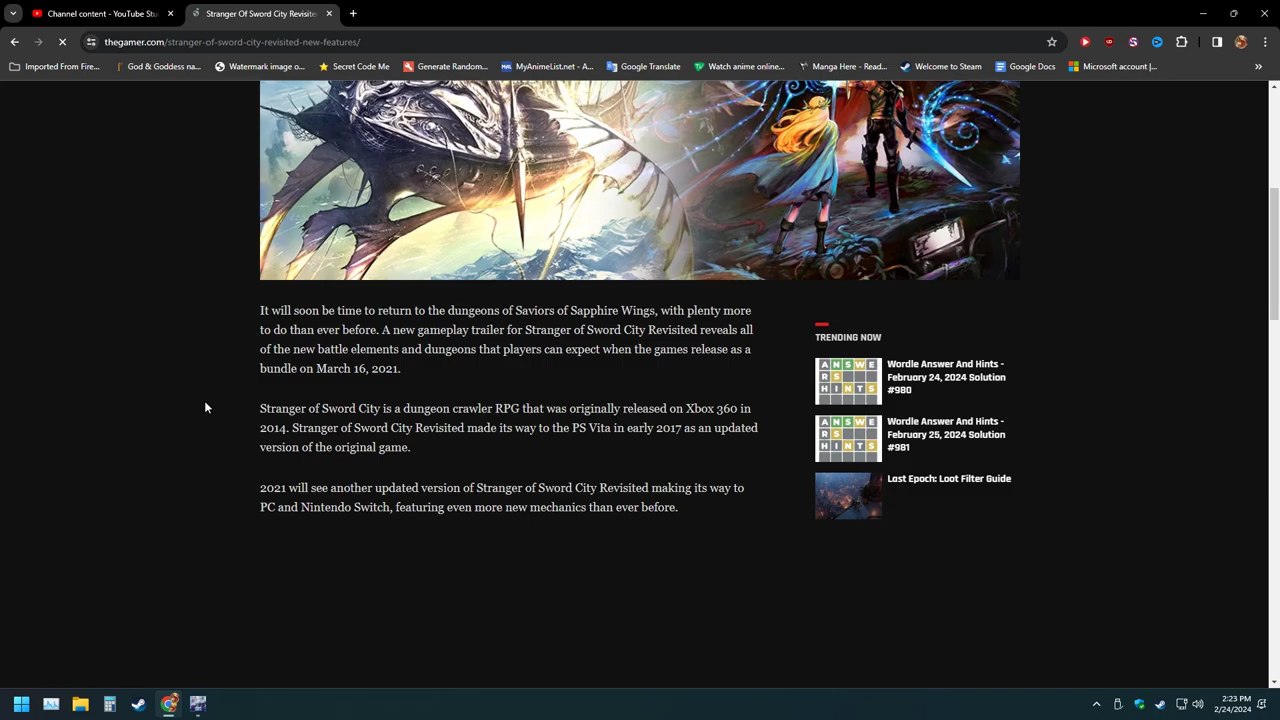 Channel content - YouTube Stu
Stranger Of Sword City Revisite
thegamer.com/stranger-of-sword-city-revisited-new-features/
Imported From Fire...
God & Goddess na...
Watermark image o...
Secret Code Me
Generate Random...
MyAnimeList.net - A...
Google Translate
Watch anime online...
Manga Here - Read...
Welcome to Steam
Google Docs
Microsoft account |...
It will soon be time to return to the dungeons of Saviors of Sapphire Wings, with plenty more
to do than ever before. A new gameplay trailer for Stranger of Sword City Revisited reveals all
of the new battle elements and dungeons that players can expect when the games release as a
bundle on March 16, 2021.
Stranger of Sword City is a dungeon crawler RPG that was originally released on Xbox 360 in
2014. Stranger of Sword City Revisited made its way to the PS Vita in early 2017 as an updated
version of the original game.
2021 will see another updated version of Stranger of Sword City Revisited making its way to
PC and Nintendo Switch, featuring even more new mechanics than ever before.
TRENDING NOW
ANSWE
RS
HINTS
Wordle Answer And Hints -
February 24, 2024 Solution
#980
ANSWE
RS
HINTS
Wordle Answer And Hints -
February 25, 2024 Solution
#981
Last Epoch: Loot Filter Guide
2:23 PM
2/24/2024